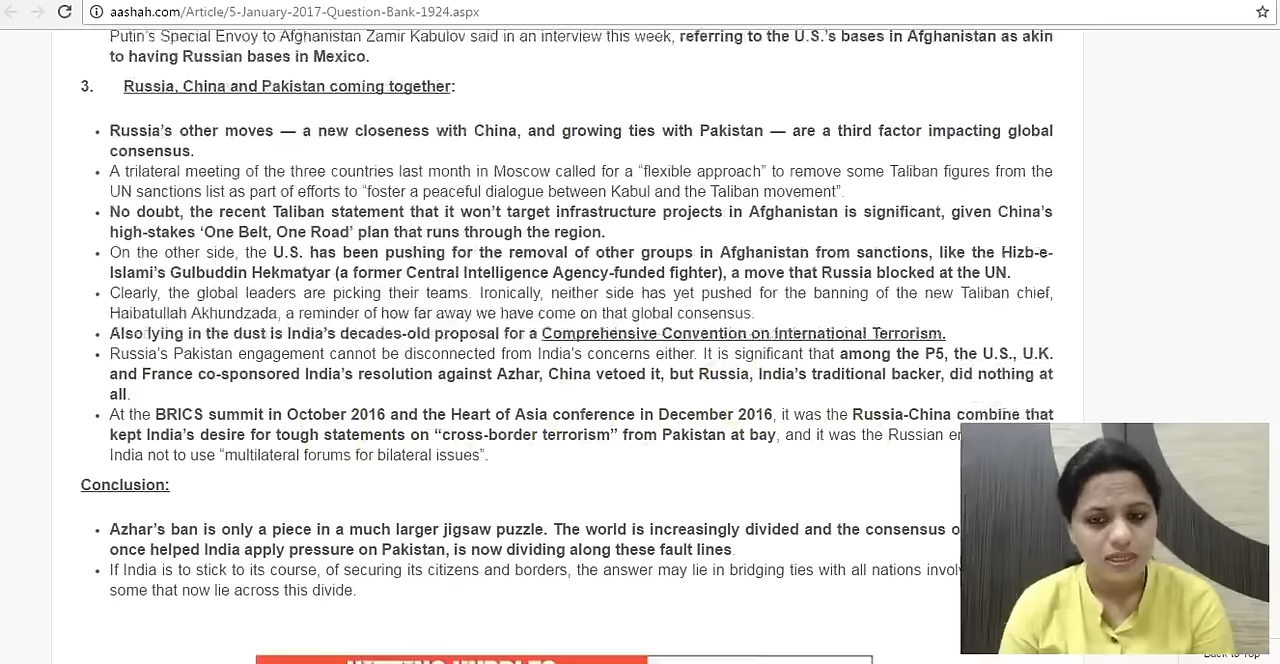 aashah.com/Article/5-January-2017-Question-Bank-1924.aspx
Putin's Special Envoy to Afghanistan Zamir Kabulov said in an interview this week, referring to the U.S.'s bases in Afghanistan as akin
to having Russian bases in Mexico.
3. Russia, China and Pakistan coming together:
• Russia's other moves — a new closeness with China, and growing ties with Pakistan — are a third factor impacting global
consensus.
• A trilateral meeting of the three countries last month in Moscow called for a “flexible approach” to remove some Taliban figures from the
UN sanctions list as part of efforts to “foster a peaceful dialogue between Kabul and the Taliban movement”.
• No doubt, the recent Taliban statement that it won't target infrastructure projects in Afghanistan is significant, given China's
high-stakes ‘One Belt, One Road’ plan that runs through the region.
• On the other side, the U.S. has been pushing for the removal of other groups in Afghanistan from sanctions, like the Hizb-e-
Islami's Gulbuddin Hekmatyar (a former Central Intelligence Agency-funded fighter), a move that Russia blocked at the UN.
• Clearly, the global leaders are picking their teams. Ironically, neither side has yet pushed for the banning of the new Taliban chief,
Haibatullah Akhundzada, a reminder of how far away we have come on that global consensus.
• Also lying in the dust is India's decades-old proposal for a Comprehensive Convention on International Terrorism.
• Russia's Pakistan engagement cannot be disconnected from India's concerns either. It is significant that among the P5, the U.S., U.K.
and France co-sponsored India's resolution against Azhar, China vetoed it, but Russia, India's traditional backer, did nothing at
all.
• At the BRICS summit in October 2016 and the Heart of Asia conference in December 2016, it was the Russia-China combine that
kept India's desire for tough statements on “cross-border terrorism” from Pakistan at bay, and it was the Russian
India not to use “multilateral forums for bilateral issues”.
Conclusion:
• Azhar's ban is only a piece in a much larger jigsaw puzzle. The world is increasingly divided and the consensus
once helped India apply pressure on Pakistan, is now dividing along these fault lines.
• If India is to stick to its course, of securing its citizens and borders, the answer may lie in bridging ties with all nations
some that now lie across this divide.
Back to Top